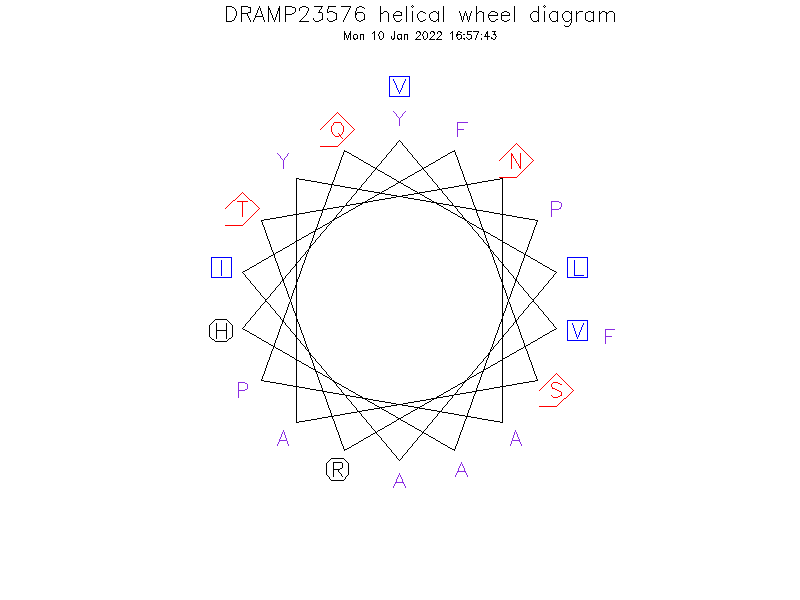 DRAMP23576 helical wheel diagram
Mon 10 Jan 2022 16:57:43
V
Y
Q
F
Y
N
T
P
I
L
H
V F
P
S
A
A
R
A
A